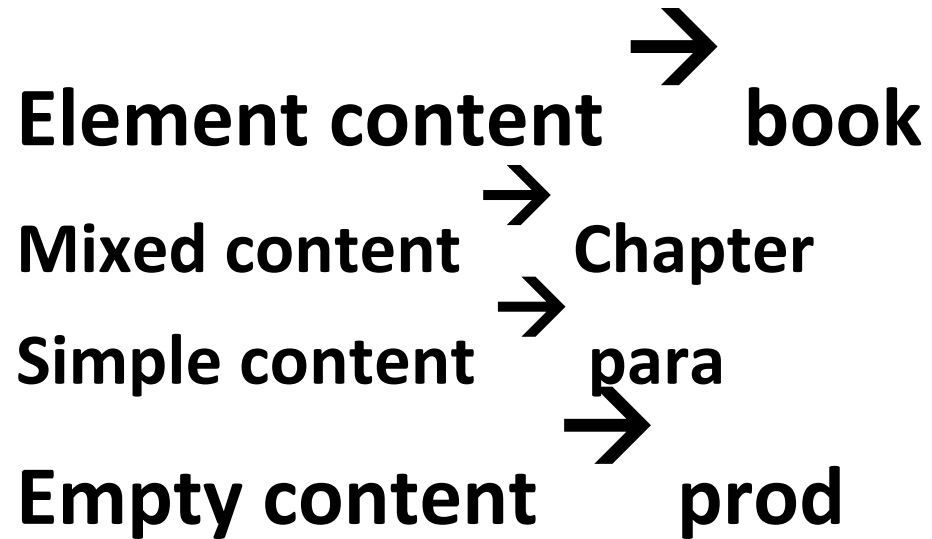 Element content → book
Mixed content → Chapter
Simple content → para
Empty content → prod